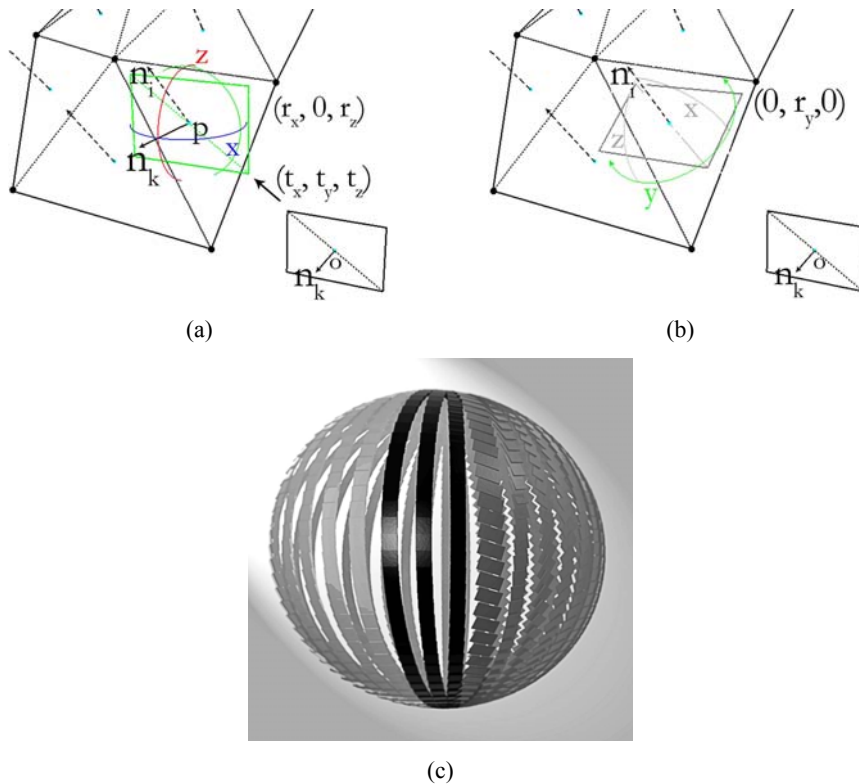 z
n_i
(r_x, 0, r_z)
p
x
n_k
(t_x, t_y, t_z)
o
n_k
(a)
n_i
x
(0, r_y, 0)
z
y
o
n_k
(b)
(c)